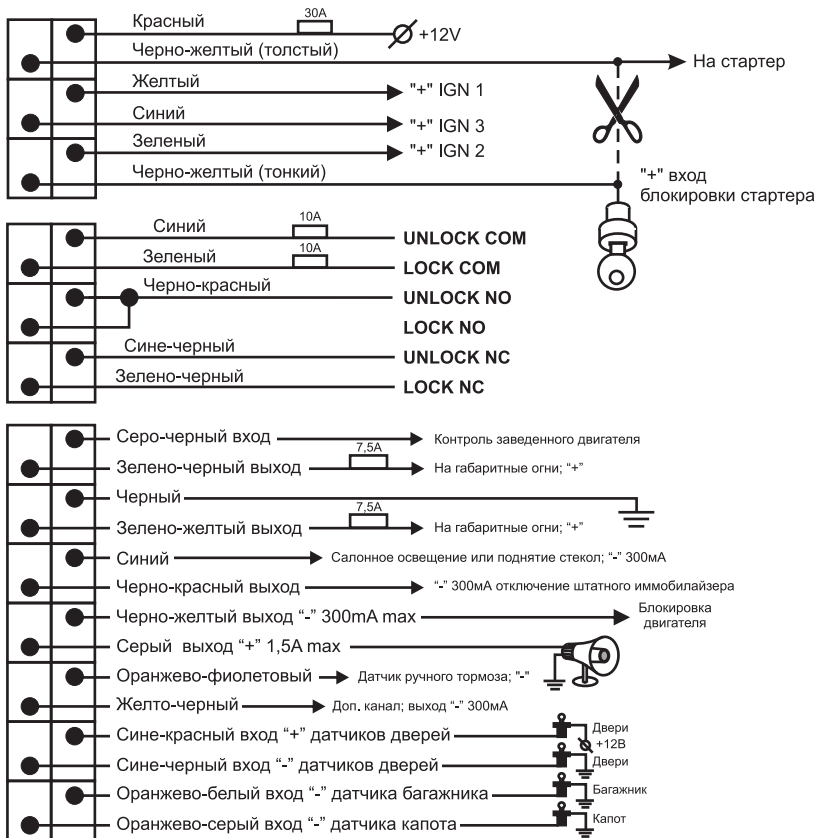 Красный 30А +12V
Черно-желтый (толстый) На стартер
Желтый "+" IGN 1
Синий "+" IGN 3
Зеленый "+" IGN 2
Черно-желтый (тонкий) "+" вход
блокировки стартера
Синий 10А UNLOCK COM
Зеленый 10А LOCK COM
Черно-красный UNLOCK NO
LOCK NO
Сине-черный UNLOCK NC
Зелено-черный LOCK NC
Серо-черный вход Контроль заведенного двигателя
Зелено-черный выход 7,5А На габаритные огни; “+”
Черный
Зелено-желтый выход 7,5А На габаритные огни; “+”
Синий Салонное освещение или поднятие стекол; “-” 300мА
Черно-красный выход “-” 300мА отключение штатного иммобилайзера
Черно-желтый выход “-” 300mA max Блокировка
двигателя
Серый выход “+” 1,5А max
Оранжево-фиолетовый Датчик ручного тормоза; "-"
Желто-черный Доп. канал; выход “-” 300мА
Сине-красный вход “+” датчиков дверей Двери
+12В
Сине-черный вход “-” датчиков дверей Двери
Оранжево-белый вход “-” датчика багажника Багажник
Оранжево-серый вход “-” датчика капота Капот